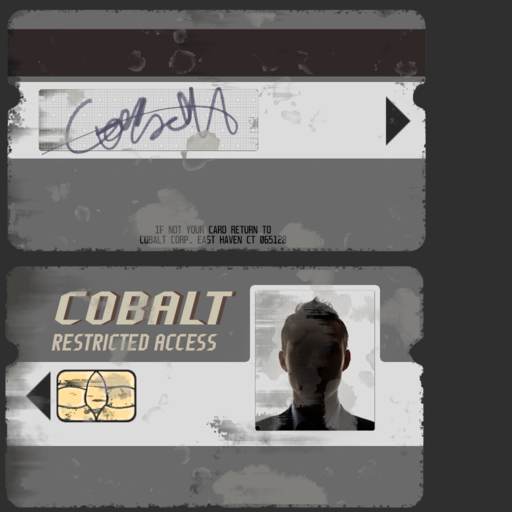 Cobalt
IF NOT YOUR CARD RETURN TO
COBALT CORP. EAST HAVEN CT 065128
COBALT
RESTRICTED ACCESS